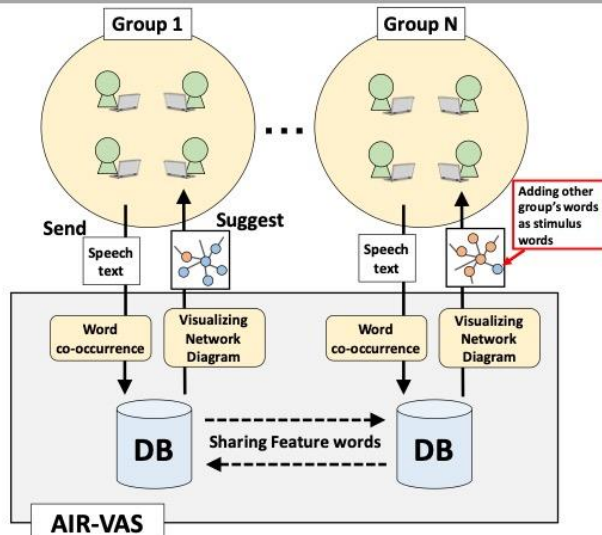 Group 1
Group N
...
Adding other
group's words
as stimulus
words
Send
Suggest
Speech
text
Speech
text
Word
co-occurrence
Visualizing
Network
Diagram
Word
co-occurrence
Visualizing
Network
Diagram
DB
Sharing Feature words
DB
AIR-VAS